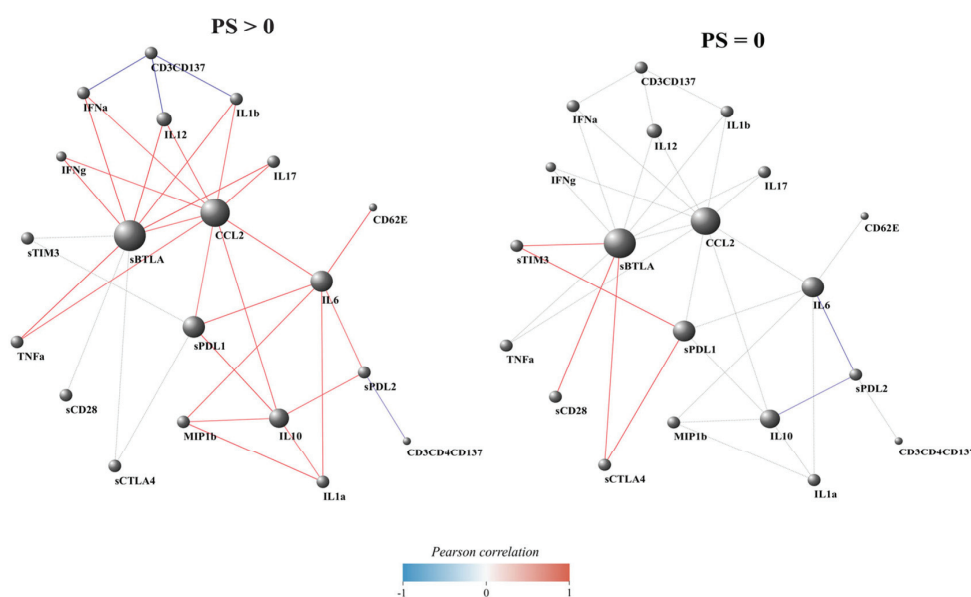 PS > 0
CD3CD137
IFNa
IL1b
IL12
IFNg
IL17
CD62E
CCL2
sBTLA
sTIM3
IL6
sPDL1
TNFa
sPDL2
sCD28
MIP1b
IL10
CD3CD4CD137
sCTLA4
IL1a
PS = 0
CD3CD137
IFNa
IL1b
IL12
IFNg
IL17
CD62E
CCL2
sBTLA
sTIM3
IL6
sPDL1
TNFa
sPDL2
sCD28
MIP1b
IL10
CD3CD4CD137
sCTLA4
IL1a
Pearson correlation
-1 0 1